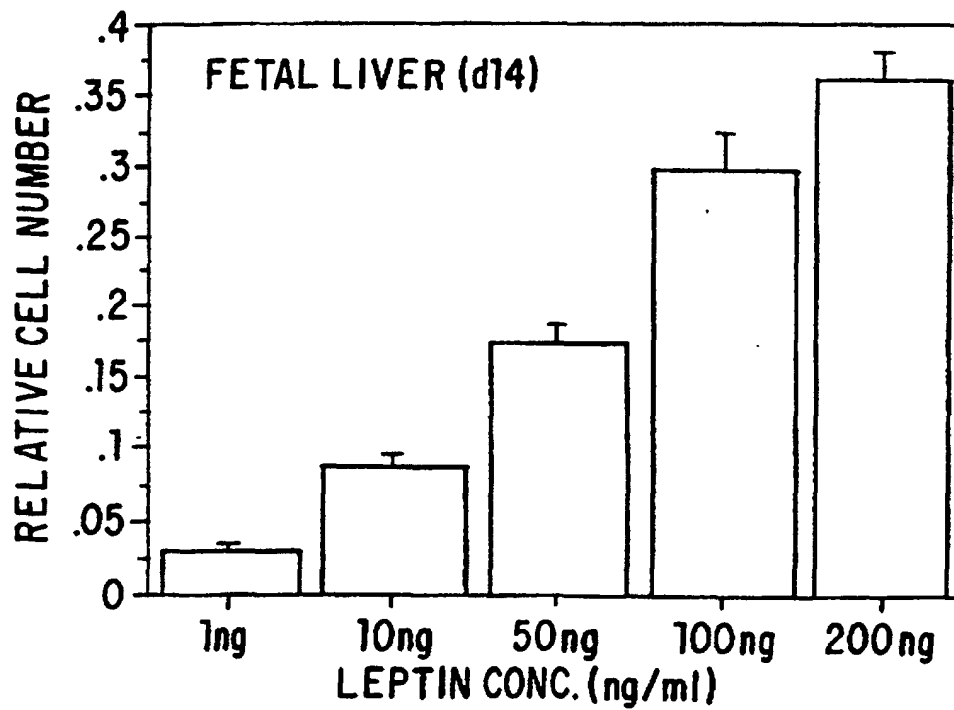 FETAL LIVER (d14)
RELATIVE CELL NUMBER
.4
.35
.3
.25
.2
.15
.1
.05
0
1ng 10ng 50ng 100ng 200ng
LEPTIN CONC. (ng/ml)